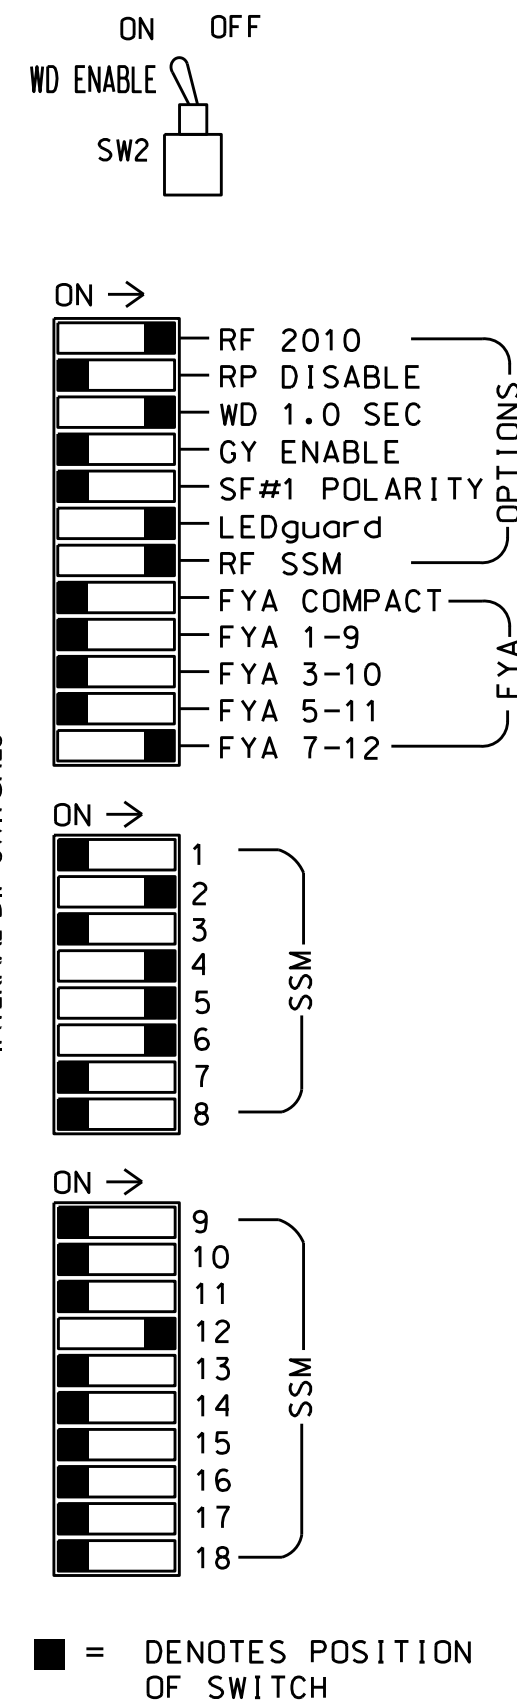 ON OFF
WD ENABLE
SW2
ON →
RF 2010
RP DISABLE
WD 1.0 SEC
GY ENABLE
SF#1 POLARITY
LEDguard
RF SSM
OPTIONS
FYA COMPACT
FYA 1-9
FYA 3-10
FYA 5-11
FYA 7-12
FYA
ON →
1
2
3
4
5
6
7
8
SSM
ON →
9
10
11
12
13
14
15
16
17
18
SSM
= DENOTES POSITION
OF SWITCH